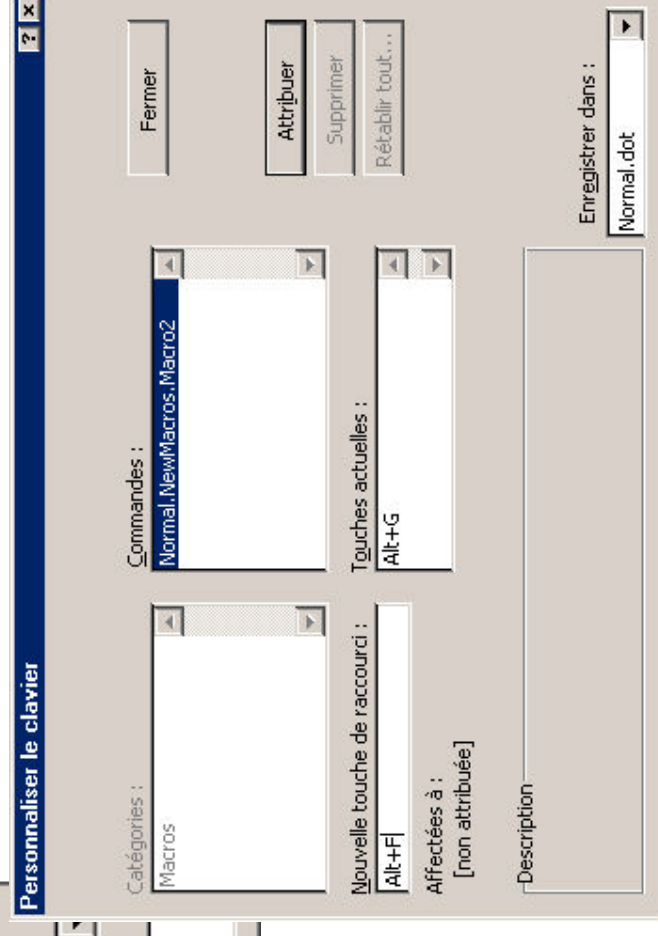 Personnaliser le clavier
Catégories :
Macros
Commandes :
Normal.NewMacros.Macro2
Fermer
Nouvelle touche de raccourci :
Alt+F
Touches actuelles :
Alt+G
Attribuer
Supprimer
Rétablir tout...
Affectées à :
[non attribuée]
Description
Enregistrer dans :
Normal.dot